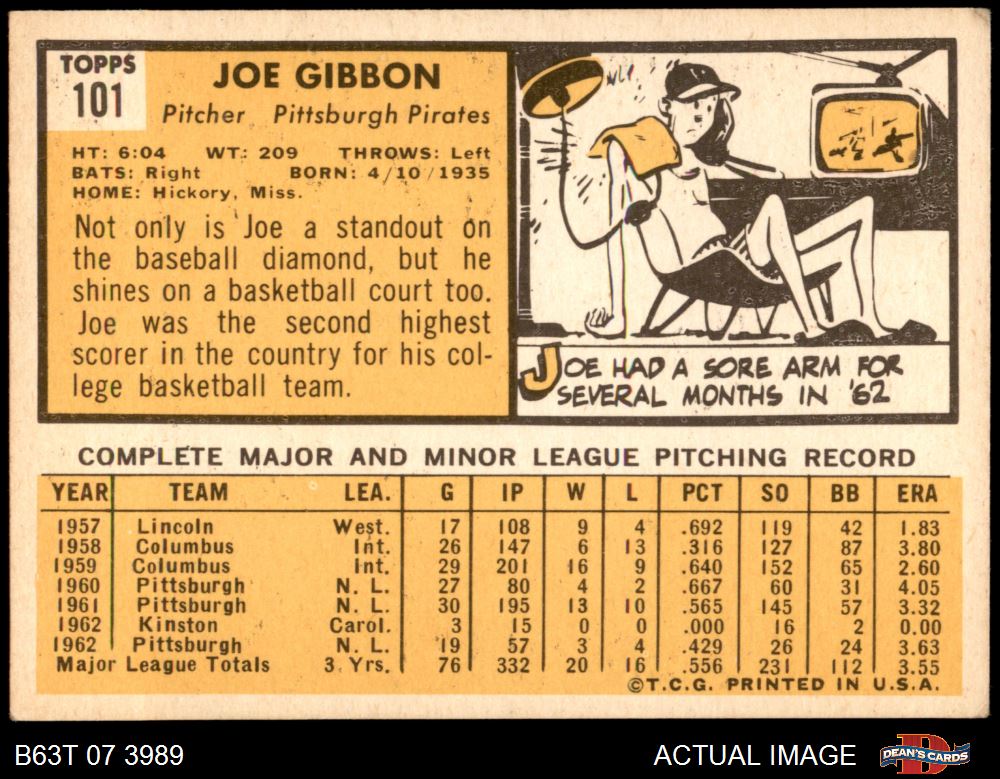 TOPPS
101
JOE GIBBON
Pitcher Pittsburgh Pirates
HT: 6:04 WT: 209 THROWS: Left
BATS: Right BORN: 4/10/1935
HOME: Hickory, Miss.
Not only is Joe a standout on
the baseball diamond, but he
shines on a basketball court too.
Joe was the second highest
scorer in the country for his col-
lege basketball team.
JOE HAD A SORE ARM FOR
SEVERAL MONTHS IN '62
COMPLETE MAJOR AND MINOR LEAGUE PITCHING RECORD
YEAR TEAM LEA. G IP W L PCT SO BB ERA
1957 Lincoln West. 17 108 9 4 .692 119 42 1.83
1958 Columbus Int. 26 147 6 13 .316 127 87 3.80
1959 Columbus Int. 29 201 16 9 .640 152 65 2.60
1960 Pittsburgh N. L. 27 80 4 2 .667 60 31 4.05
1961 Pittsburgh N. L. 30 195 13 10 .565 145 57 3.32
1962 Kinston Carol. 3 15 0 0 .000 16 2 0.00
1962 Pittsburgh N. L. 19 57 3 4 .429 26 24 3.63
Major League Totals 3 Yrs. 76 332 20 16 .556 231 112 3.55
©T.C.G. PRINTED IN U.S.A.
B63T 07 3989 ACTUAL IMAGE DEAN'S CARDS